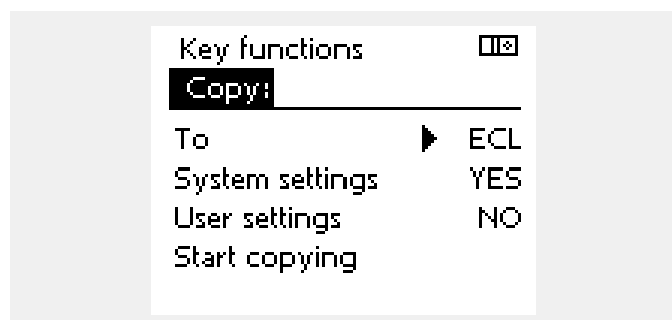 Key functions
Copy:
To ECL
System settings YES
User settings NO
Start copying